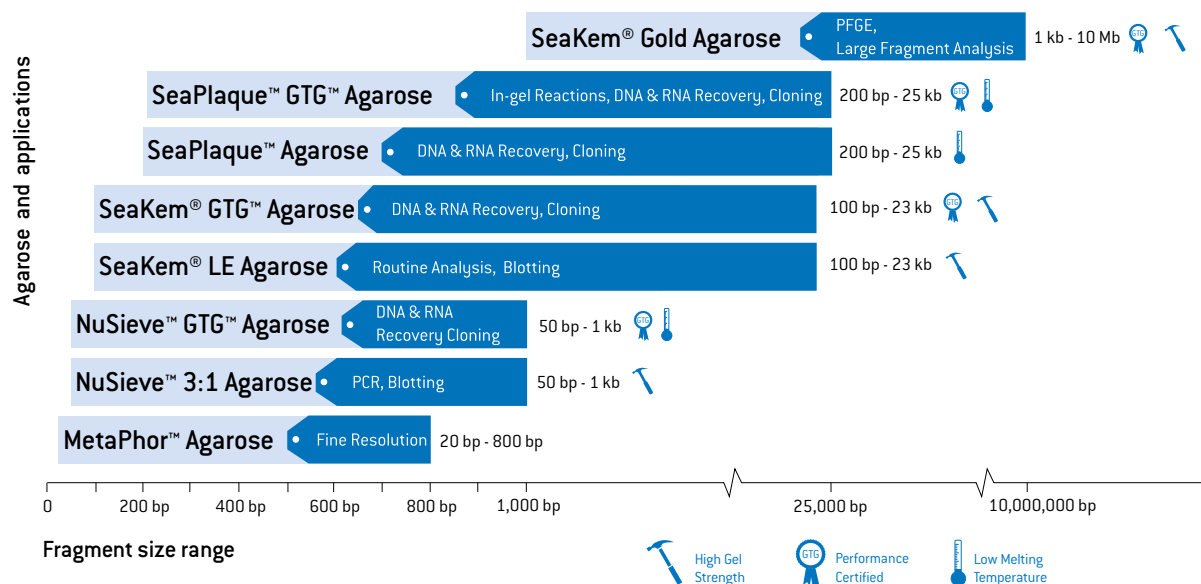 Agarose and applications
SeaKem® Gold Agarose
PFGE,
Large Fragment Analysis
1 kb - 10 Mb
GTG
SeaPlaque™ GTG™ Agarose
In-gel Reactions, DNA & RNA Recovery, Cloning
200 bp - 25 kb
GTG
SeaPlaque™ Agarose
DNA & RNA Recovery, Cloning
200 bp - 25 kb
SeaKem® GTG™ Agarose
DNA & RNA Recovery, Cloning
100 bp - 23 kb
GTG
SeaKem® LE Agarose
Routine Analysis, Blotting
100 bp - 23 kb
NuSieve™ GTG™ Agarose
DNA & RNA
Recovery Cloning
50 bp - 1 kb
GTG
NuSieve™ 3:1 Agarose
PCR, Blotting
50 bp - 1 kb
MetaPhor™ Agarose
Fine Resolution
20 bp - 800 bp
0
200 bp
400 bp
600 bp
800 bp
1,000 bp
25,000 bp
10,000,000 bp
Fragment size range
High Gel
Strength
GTG
Performance
Certified
Low Melting
Temperature